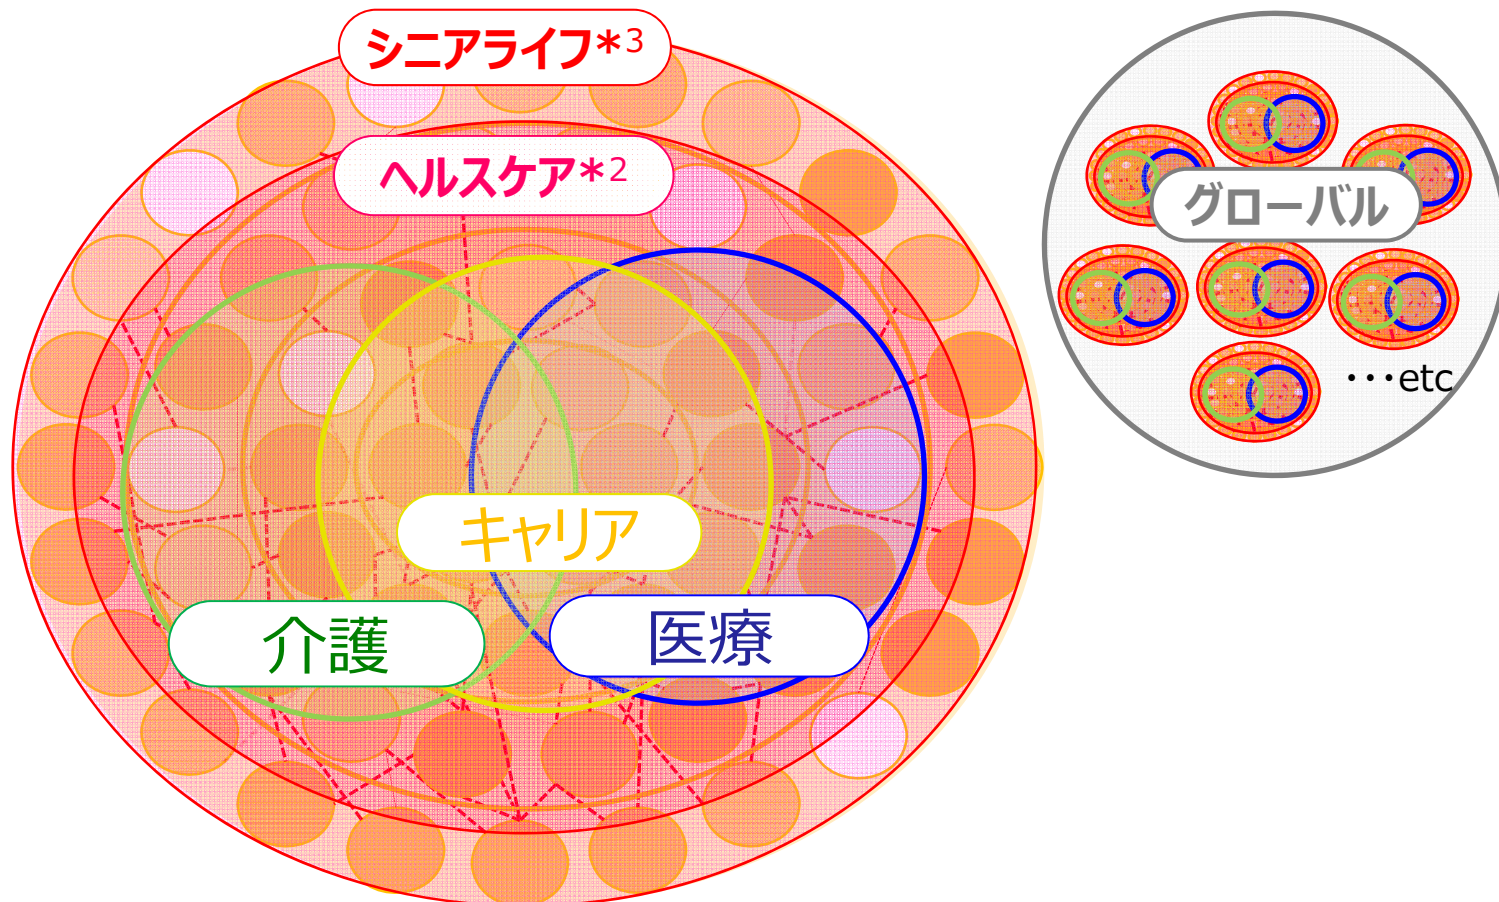 シニアライフ*3
ヘルスケア*2
キャリア
介護
医療
グローバル
・・・etc